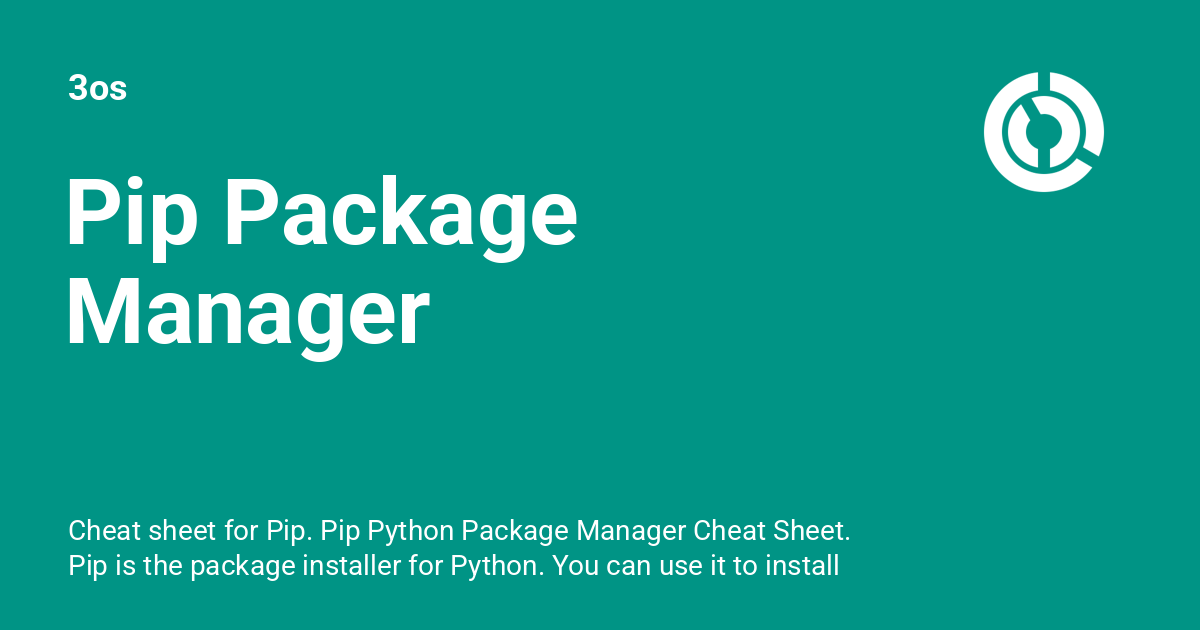 3os
Pip Package
Manager
Cheat sheet for Pip. Pip Python Package Manager Cheat Sheet.
Pip is the package installer for Python. You can use it to install